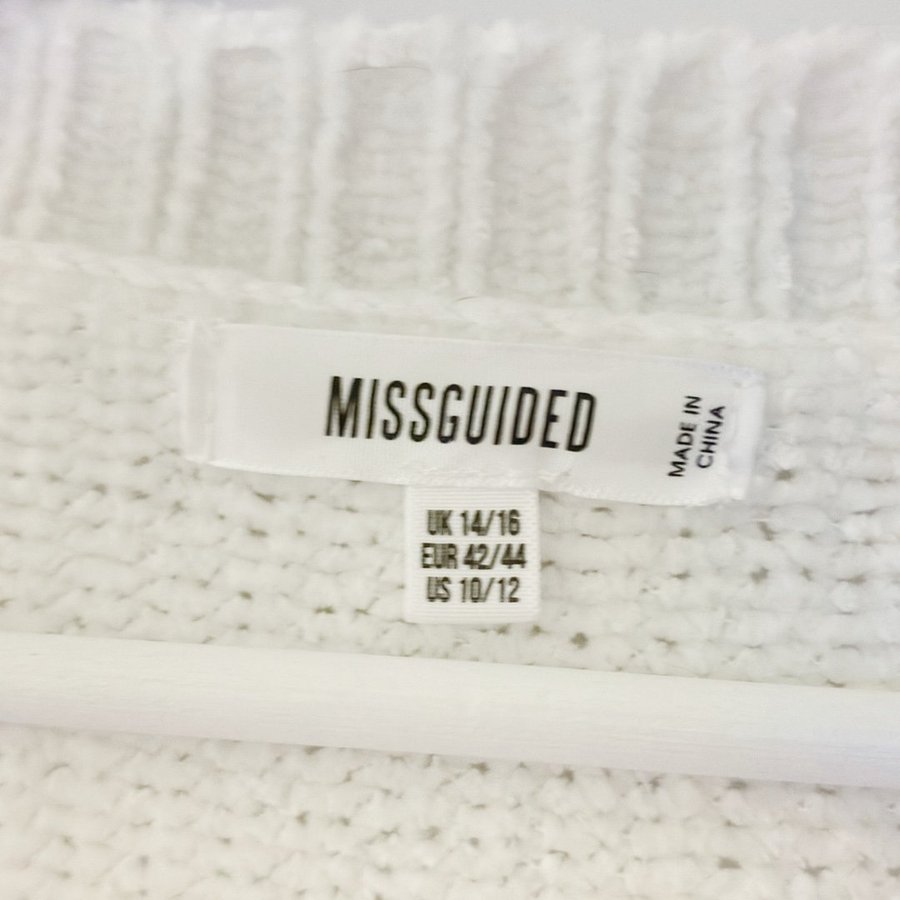 MISSGUIDED
MADE IN
CHINA
UK 14/16
EUR 42/44
US 10/12